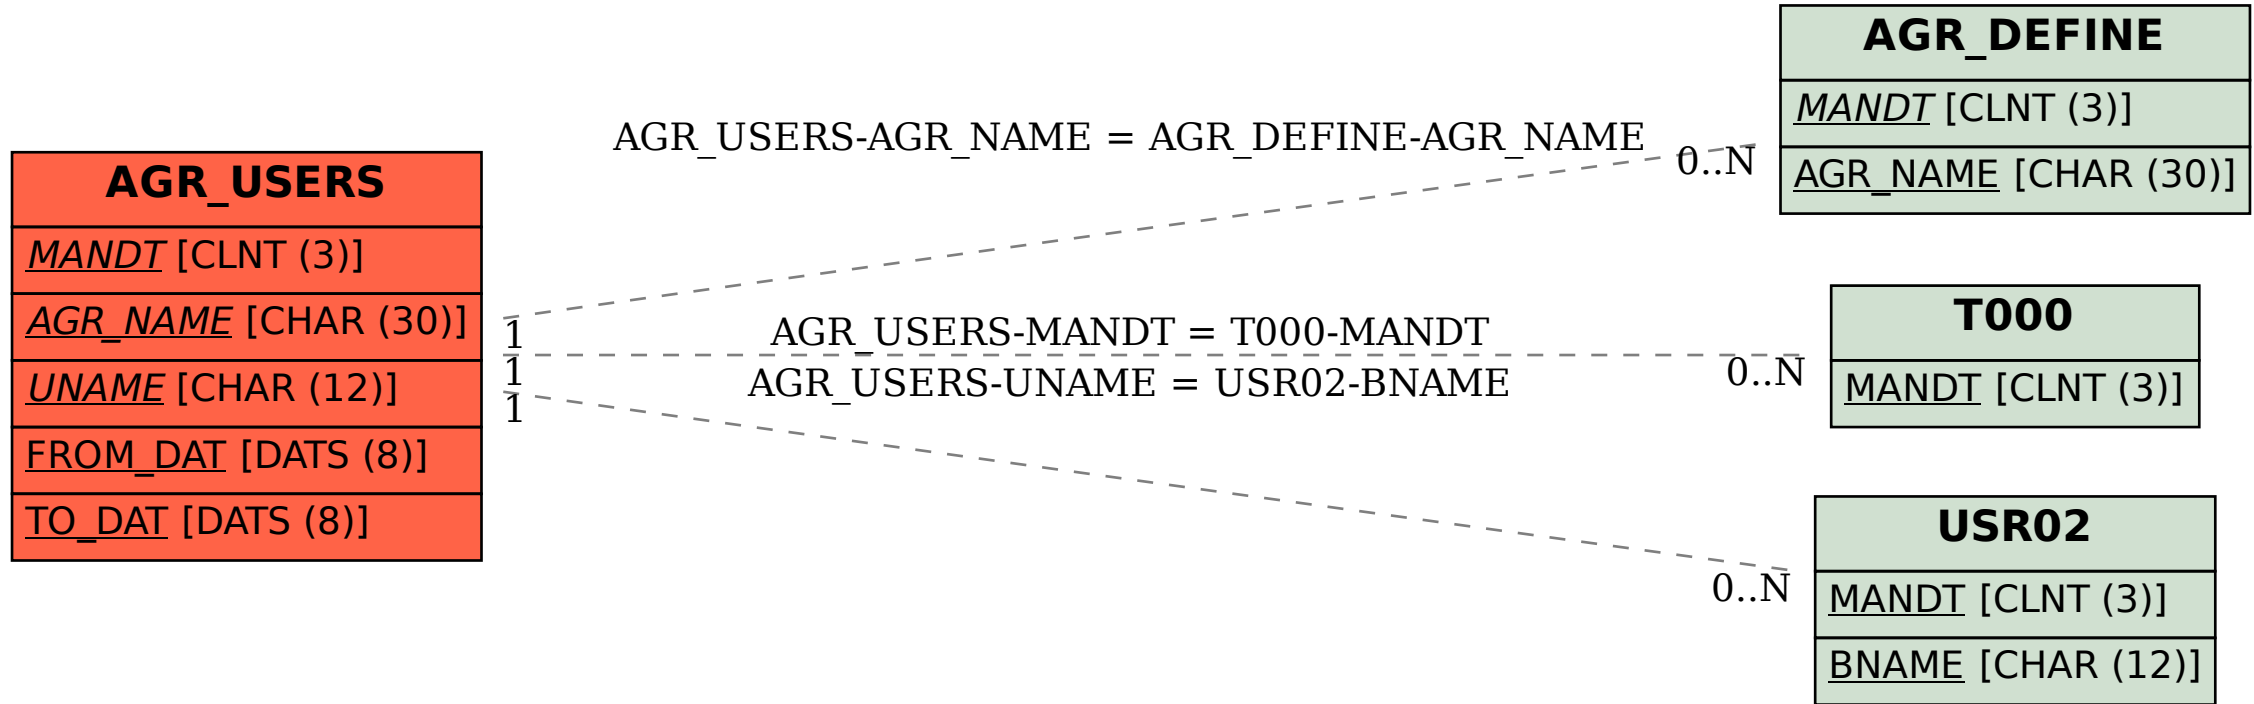 AGR_USERS
MANDT [CLNT (3)]
AGR_NAME [CHAR (30)]
UNAME [CHAR (12)]
FROM_DAT [DATS (8)]
TO_DAT [DATS (8)]
AGR_USERS-AGR_NAME = AGR_DEFINE-AGR_NAME
0..N
1
AGR_USERS-MANDT = T000-MANDT
0..N
1
AGR_USERS-UNAME = USR02-BNAME
0..N
1
AGR_DEFINE
MANDT [CLNT (3)]
AGR_NAME [CHAR (30)]
T000
MANDT [CLNT (3)]
USR02
MANDT [CLNT (3)]
BNAME [CHAR (12)]